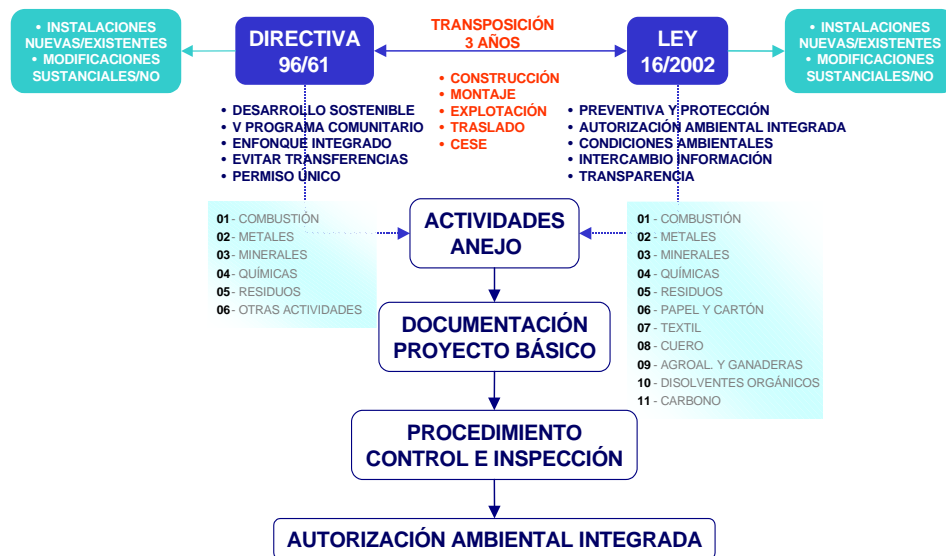 • INSTALACIONES
NUEVAS/EXISTENTES
• MODIFICACIONES
SUSTANCIALES/NO
DIRECTIVA
96/61
TRANSPOSICIÓN
3 AÑOS
LEY
16/2002
• INSTALACIONES
NUEVAS/EXISTENTES
• MODIFICACIONES
SUSTANCIALES/NO
• CONSTRUCCIÓN
• MONTAJE
• EXPLOTACIÓN
• TRASLADO
• CESE
• DESARROLLO SOSTENIBLE
• V PROGRAMA COMUNITARIO
• ENFONQUE INTEGRADO
• EVITAR TRANSFERENCIAS
• PERMISO ÚNICO
• PREVENTIVA Y PROTECCIÓN
• AUTORIZACIÓN AMBIENTAL INTEGRADA
• CONDICIONES AMBIENTALES
• INTERCAMBIO INFORMACIÓN
• TRANSPARENCIA
01 - COMBUSTIÓN
02 - METALES
03 - MINERALES
04 - QUÍMICAS
05 - RESIDUOS
06 - OTRAS ACTIVIDADES
ACTIVIDADES
ANEJO
01 - COMBUSTIÓN
02 - METALES
03 - MINERALES
04 - QUÍMICAS
05 - RESIDUOS
06 - PAPEL Y CARTÓN
07 - TEXTIL
08 - CUERO
09 - AGROAL. Y GANADERAS
10 - DISOLVENTES ORGÁNICOS
11 - CARBONO
DOCUMENTACIÓN
PROYECTO BÁSICO
PROCEDIMIENTO
CONTROL E INSPECCIÓN
AUTORIZACIÓN AMBIENTAL INTEGRADA